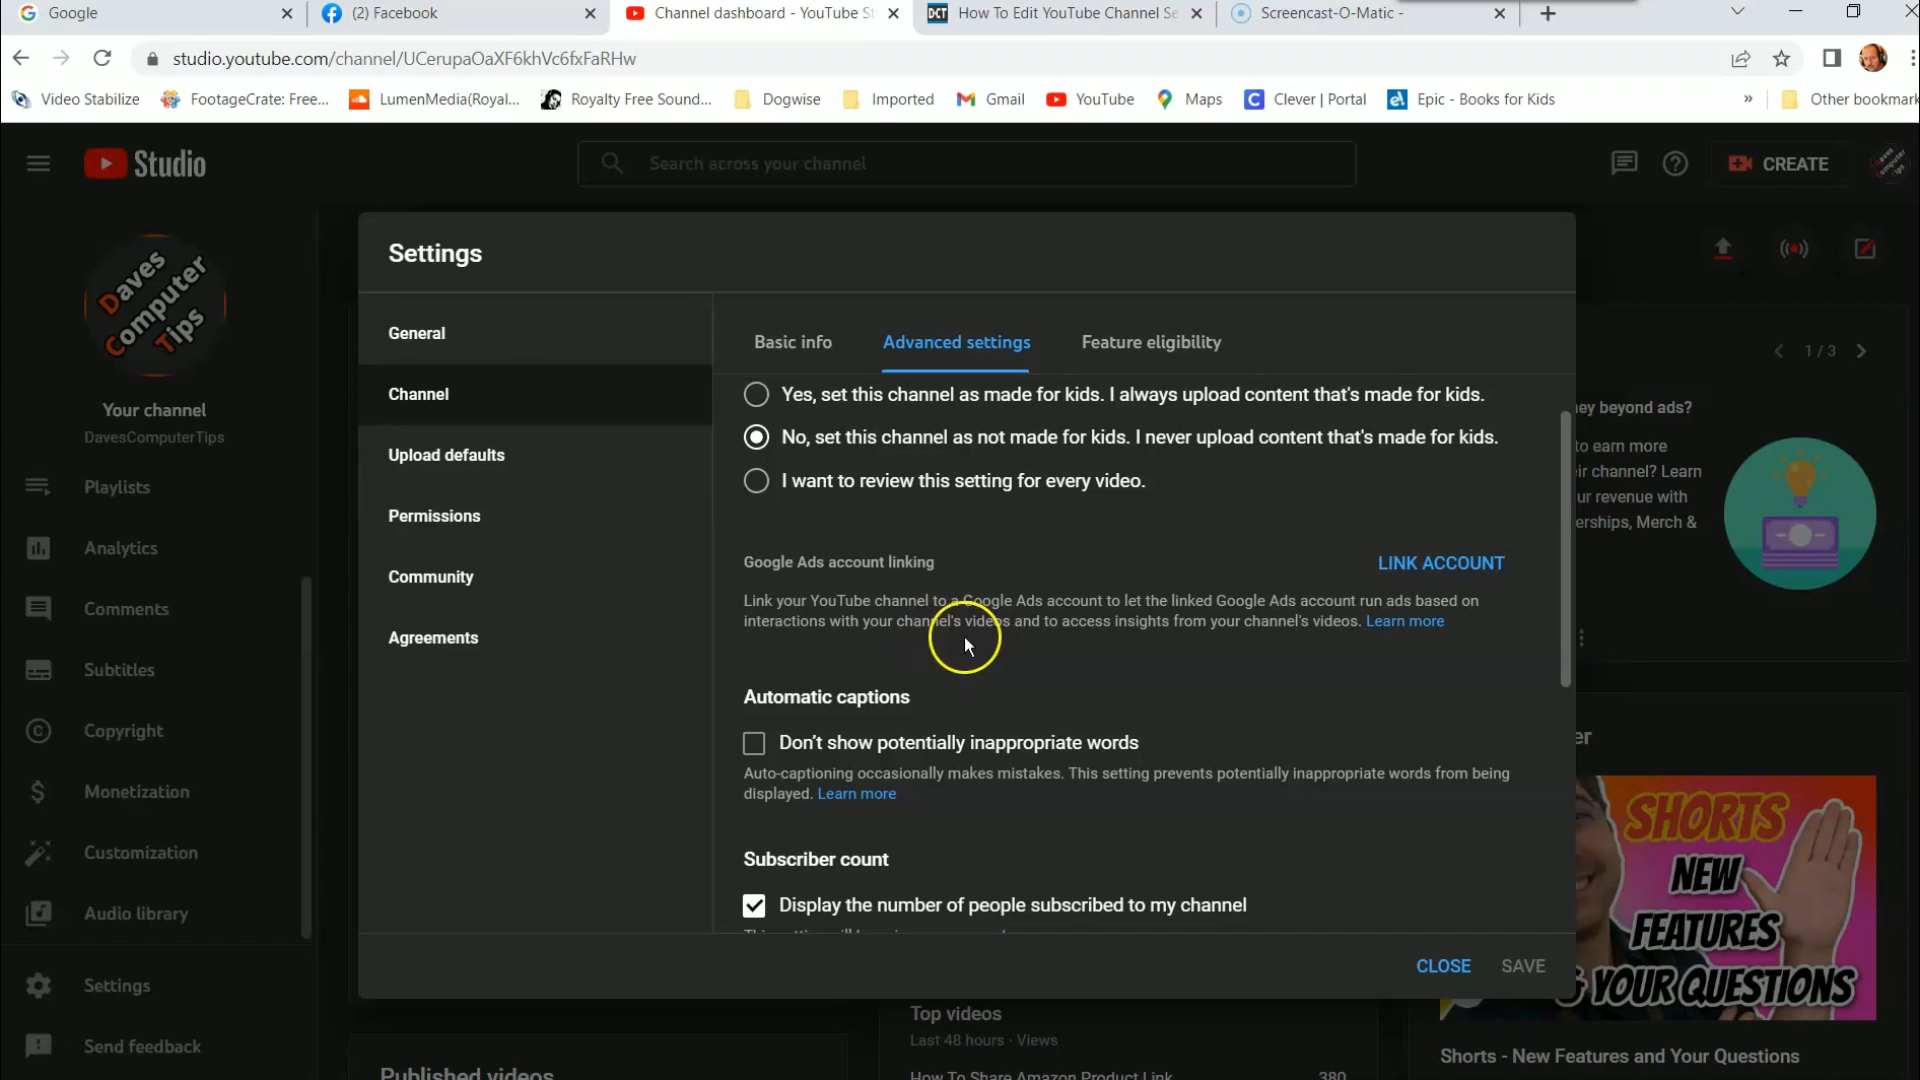 Google
(2) Facebook
Channel dashboard - YouTube St
DCT
How To Edit YouTube Channel Se
Screencast-O-Matic -
studio.youtube.com/channel/UCerupaOaXF6khVc6fxFaRHw
Video Stabilize
FootageCrate: Free...
LumenMedia(Royal...
Royalty Free Sound...
Dogwise
Imported
Gmail
YouTube
Maps
Clever | Portal
Epic - Books for Kids
»
Other bookmark
Studio
Search across your channel
CREATE
Daves Computer Tips
Your channel
DavesComputerTips
Playlists
Analytics
Comments
Subtitles
Copyright
Monetization
Customization
Audio library
Settings
Send feedback
Settings
General
Channel
Upload defaults
Permissions
Community
Agreements
Basic info
Advanced settings
Feature eligibility
Yes, set this channel as made for kids. I always upload content that's made for kids.
No, set this channel as not made for kids. I never upload content that's made for kids.
I want to review this setting for every video.
Google Ads account linking
LINK ACCOUNT
Link your YouTube channel to a Google Ads account to let the linked Google Ads account run ads based on
interactions with your channel's videos and to access insights from your channel's videos. Learn more
Automatic captions
Don't show potentially inappropriate words
Auto-captioning occasionally makes mistakes. This setting prevents potentially inappropriate words from being
displayed. Learn more
Subscriber count
Display the number of people subscribed to my channel
CLOSE
SAVE
1 / 3
ey beyond ads?
to earn more
eir channel? Learn
ur revenue with
erships, Merch &
er
SHORTS
NEW
FEATURES
& YOUR QUESTIONS
Shorts - New Features and Your Questions
Published videos
Top videos
Last 48 hours · Views
How To Share Amazon Product Link
380